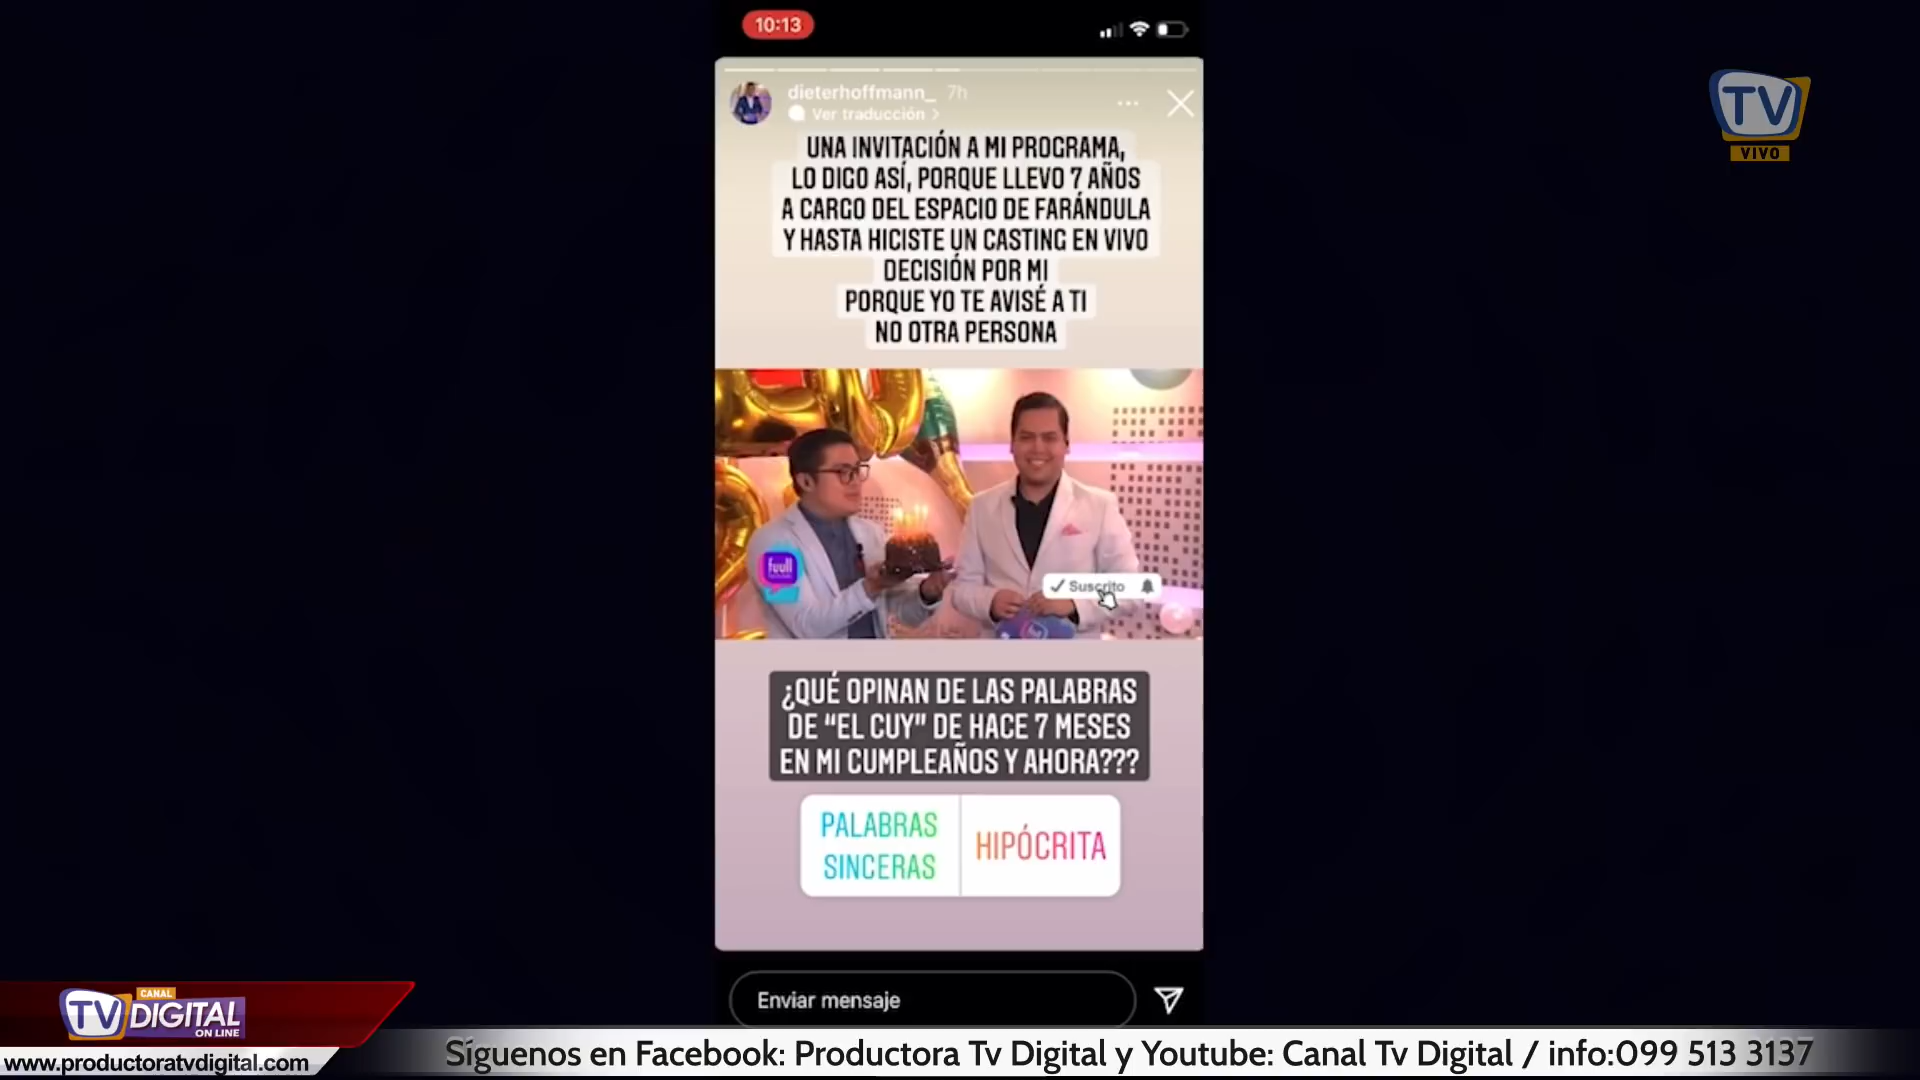 10:13
dieterhoffmann_ 7h
Ver traducción >
UNA INVITACIÓN A MI PROGRAMA,
LO DIGO ASÍ, PORQUE LLEVO 7 AÑOS
A CARGO DEL ESPACIO DE FARÁNDULA
Y HASTA HICISTE UN CASTING EN VIVO
DECISIÓN POR MI
PORQUE YO TE AVISÉ A TI
NO OTRA PERSONA
TV
VIVO
fuull
Suscrito
¿QUÉ OPINAN DE LAS PALABRAS
DE “EL CUY” DE HACE 7 MESES
EN MI CUMPLEAÑOS Y AHORA???
PALABRAS
SINCERAS
HIPÓCRITA
Enviar mensaje
CANAL
TV DIGITAL
ON LINE
www.productoratvdigital.com
Síguenos en Facebook: Productora Tv Digital y Youtube: Canal Tv Digital / info:099 513 3137